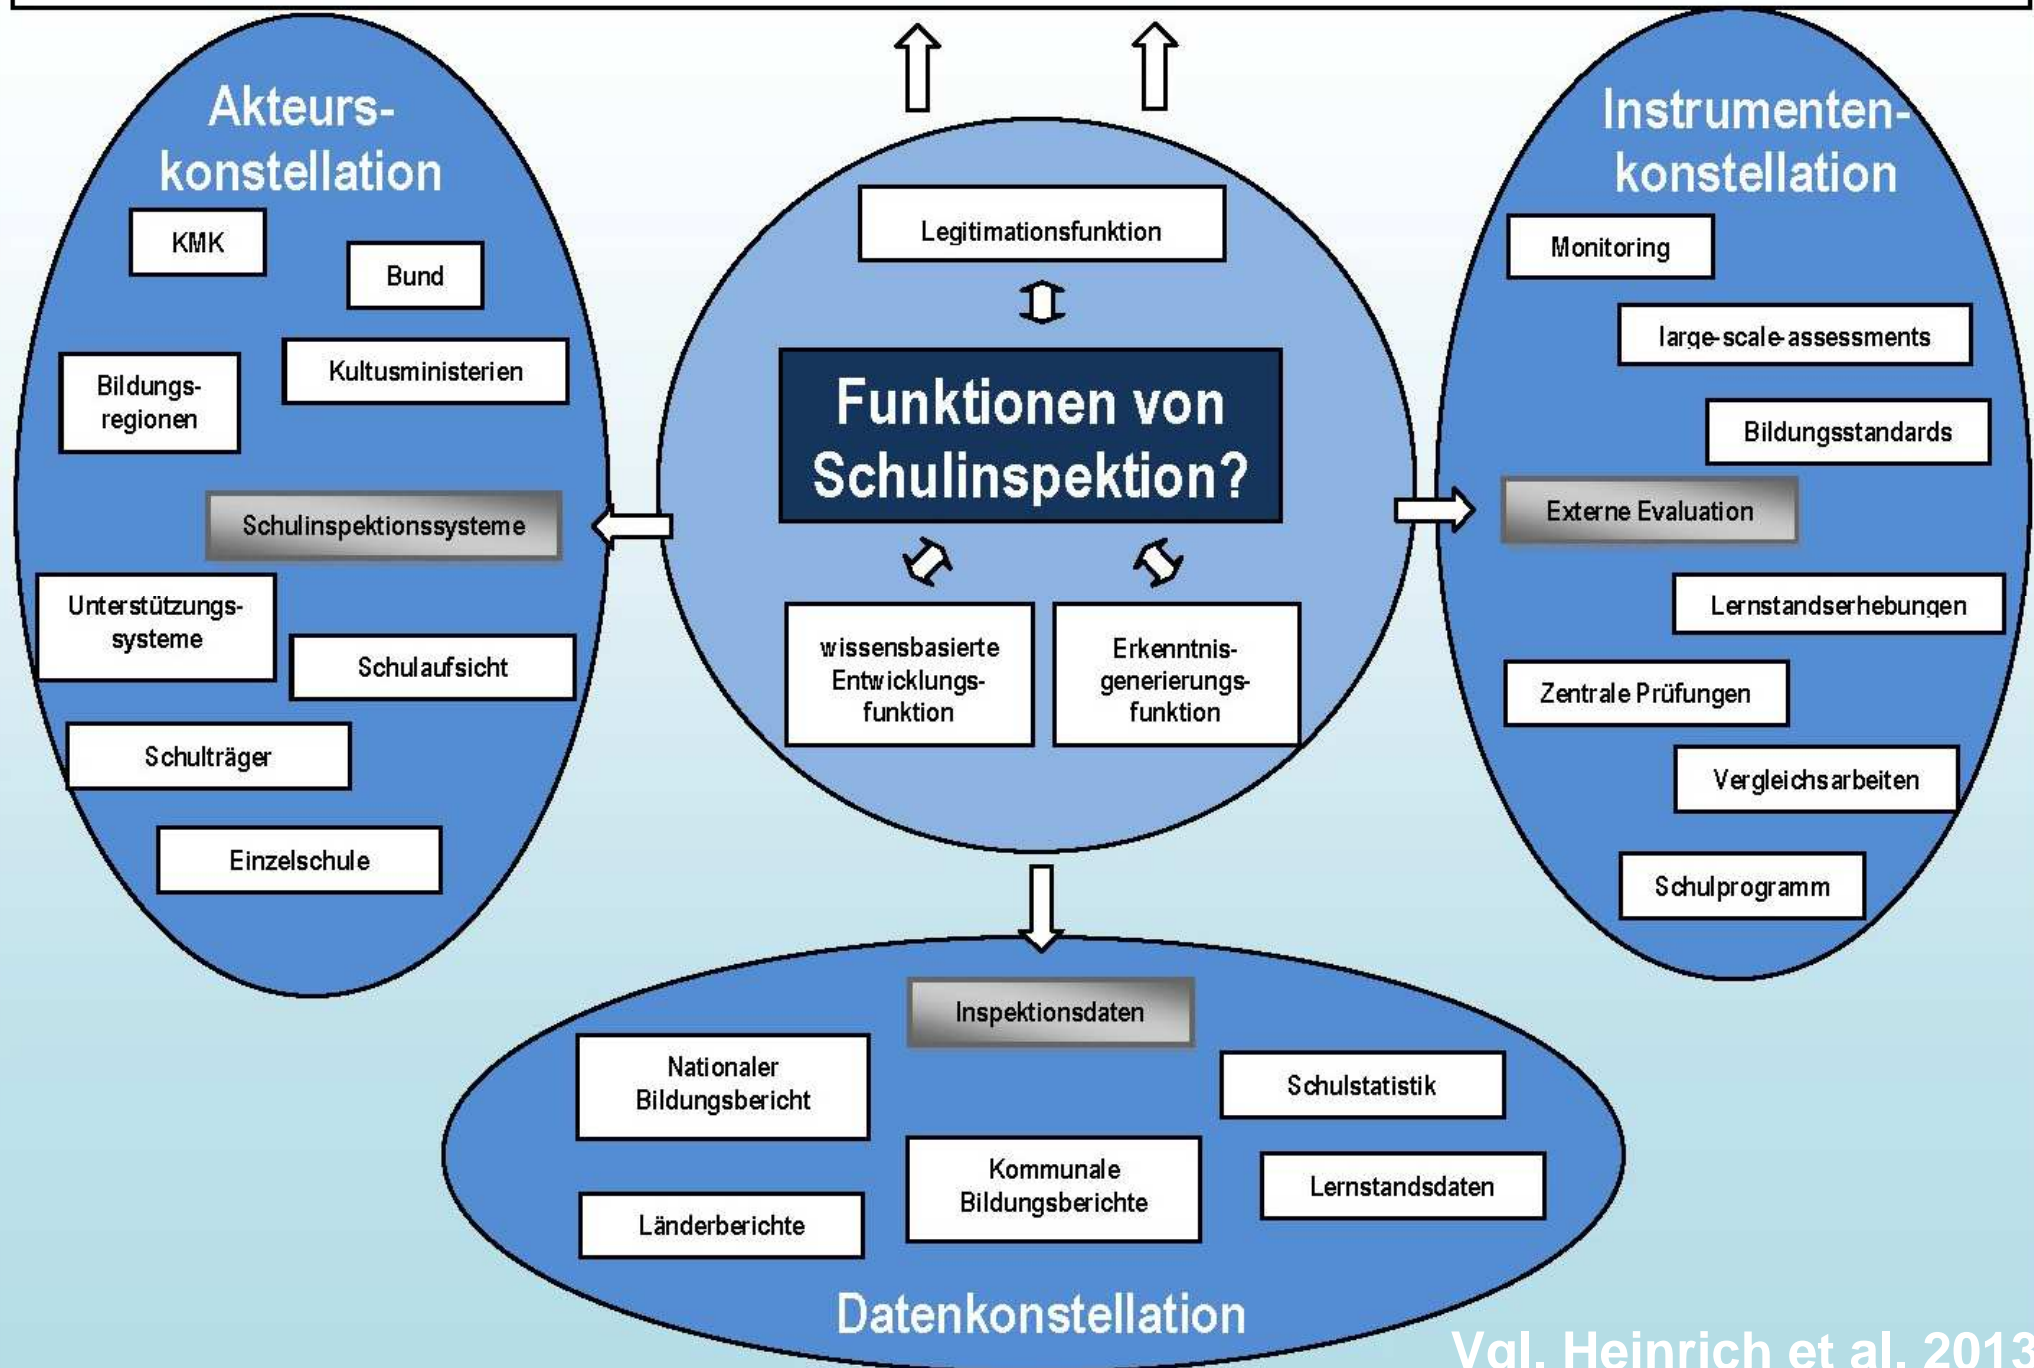 Akteurs-
konstellation
KMK
Bund
Bildungs-
regionen
Kultusministerien
Schulinspektionssysteme
Unterstützungs-
systeme
Schulaufsicht
Schulträger
Einzelschule
Legitimationsfunktion
Funktionen von
Schulinspektion?
wissensbasierte
Entwicklungs-
funktion
Erkenntnis-
generierungs-
funktion
Instrumenten-
konstellation
Monitoring
large-scale-assessments
Bildungsstandards
Externe Evaluation
Lernstandserhebungen
Zentrale Prüfungen
Vergleichsarbeiten
Schulprogramm
Inspektionsdaten
Nationaler
Bildungsbericht
Schulstatistik
Kommunale
Bildungsberichte
Lernstandsdaten
Länderberichte
Datenkonstellation
Vgl. Heinrich et al. 2013